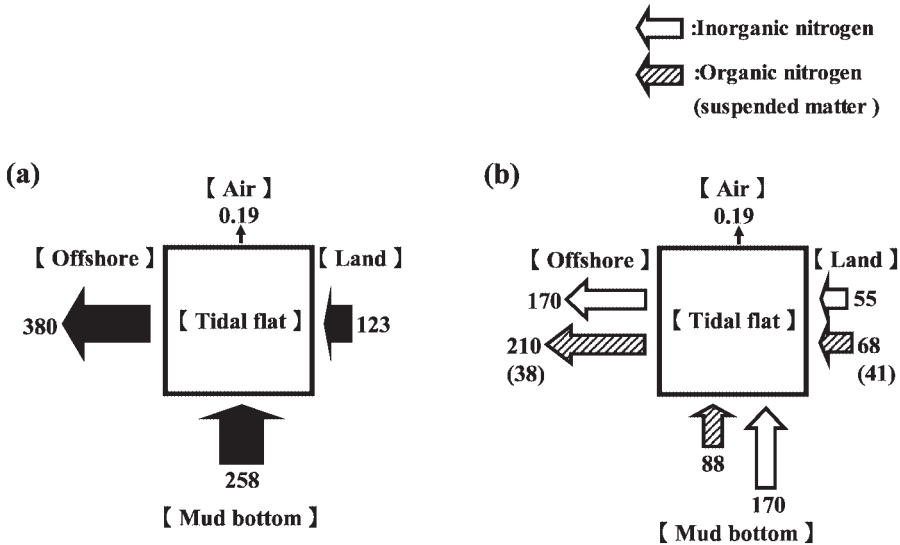 :Inorganic nitrogen
:Organic nitrogen
(suspended matter )
(a)
【 Air 】
0.19
【 Offshore 】
【 Land 】
380
【 Tidal flat 】
123
258
【 Mud bottom 】
(b)
【 Air 】
0.19
【 Offshore 】
【 Land 】
170
55
【 Tidal flat 】
210
(38)
68
(41)
88
170
【 Mud bottom 】